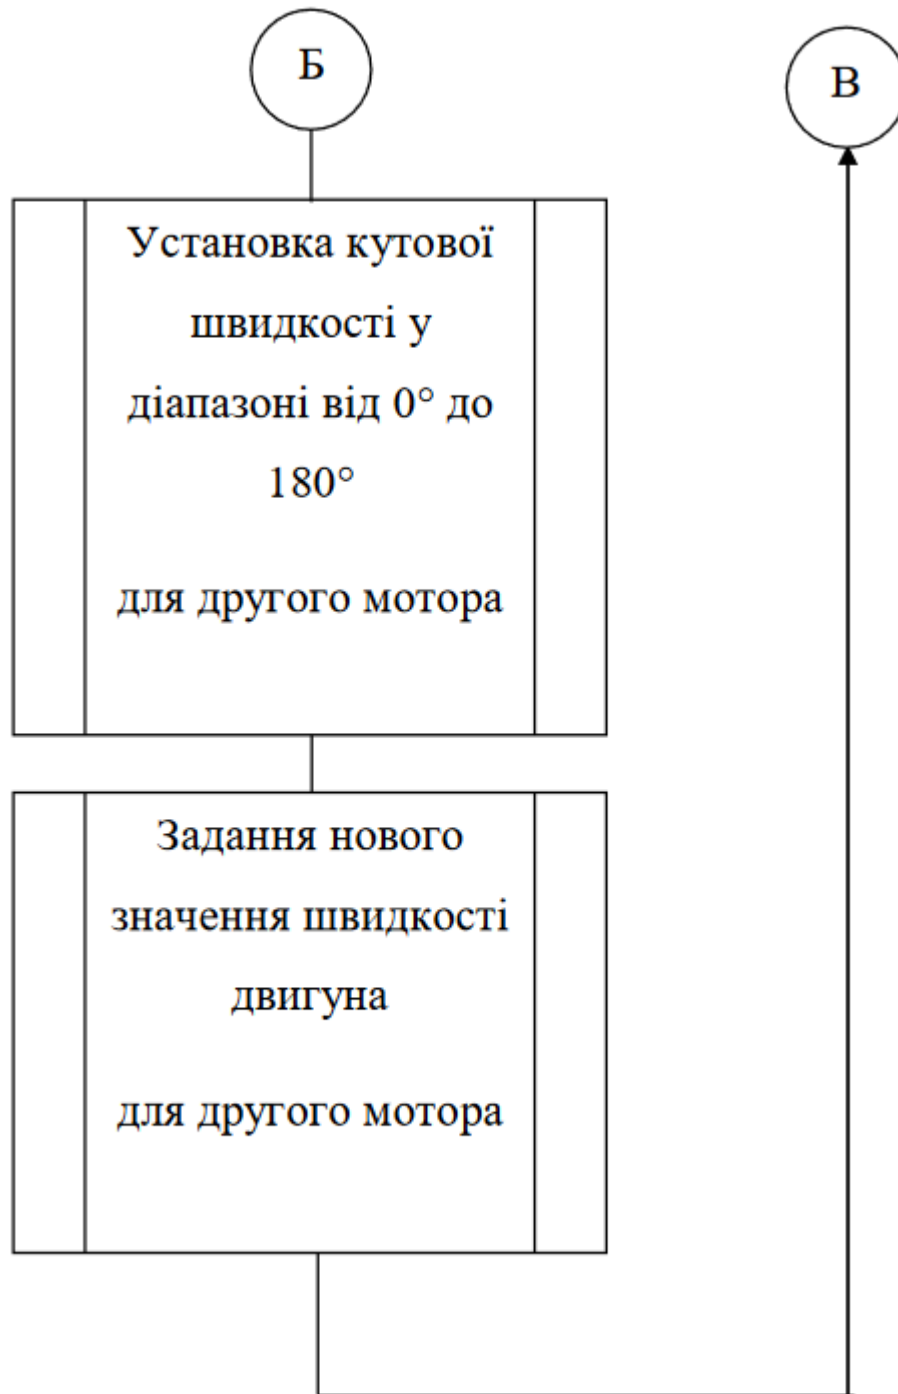 Б
В
Установка кутової
швидкості у
діапазоні від 0° до
180°
для другого мотора
Задання нового
значення швидкості
двигуна
для другого мотора